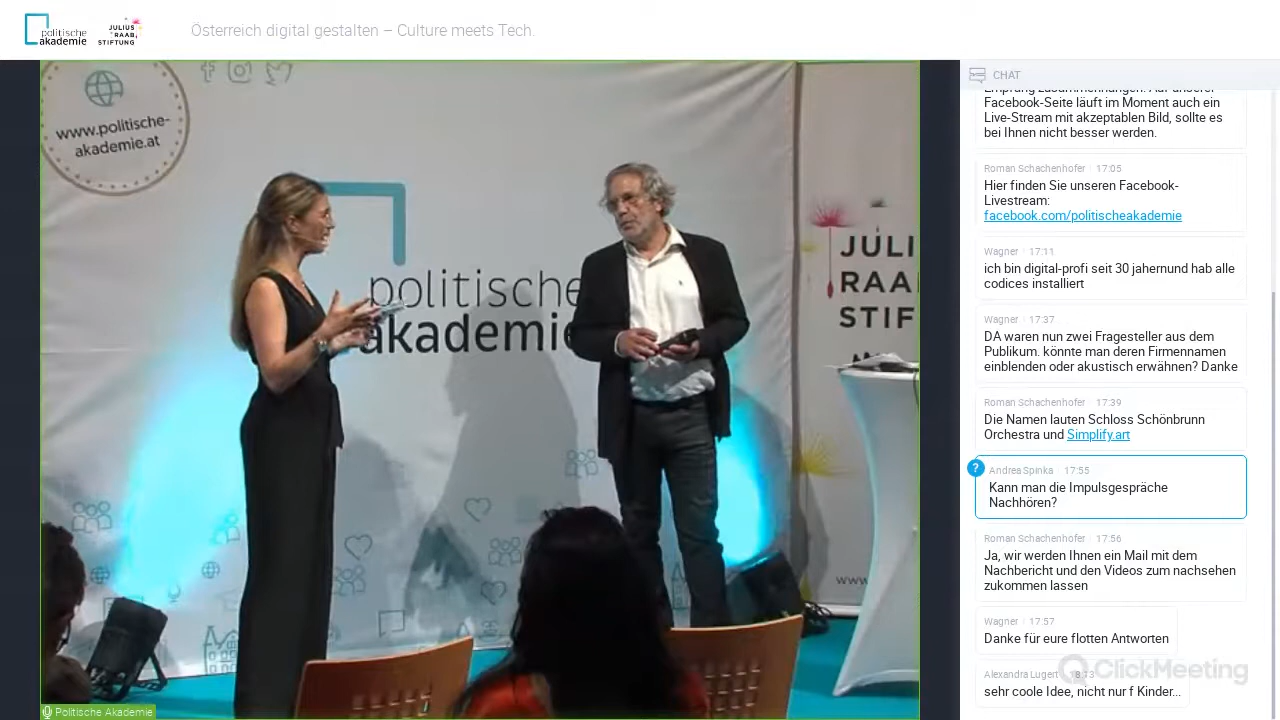 politische
akademie
JULIUS
RAAB
STIFTUNG
Österreich digital gestalten – Culture meets Tech.
www.politische-
akademie.at
politische
akademie
JULI
RAA
STIF
www.
Politische Akademie
CHAT
Facebook-Seite läuft im Moment auch ein
Live-Stream mit akzeptablen Bild, sollte es
bei Ihnen nicht besser werden.
Roman Schachenhofer 17:05
Hier finden Sie unseren Facebook-
Livestream:
facebook.com/politischeakademie
Wagner 17:11
ich bin digital-profi seit 30 jahemund hab alle
codices installiert
Wagner 17:37
DA waren nun zwei Fragesteller aus dem
Publikum. könnte man deren Firmennamen
einblenden oder akustisch erwähnen? Danke
Roman Schachenhofer 17:39
Die Namen lauten Schloss Schönbrunn
Orchestra und Simplify.art
?
Andrea Spinka 17:55
Kann man die Impulsgespräche
Nachhören?
Roman Schachenhofer 17:56
Ja, wir werden Ihnen ein Mail mit dem
Nachbericht und den Videos zum nachsehen
zukommen lassen
Wagner 17:57
Danke für eure flotten Antworten
Alexandra Lugert 18:13
sehr coole Idee, nicht nur f Kinder...
ClickMeeting